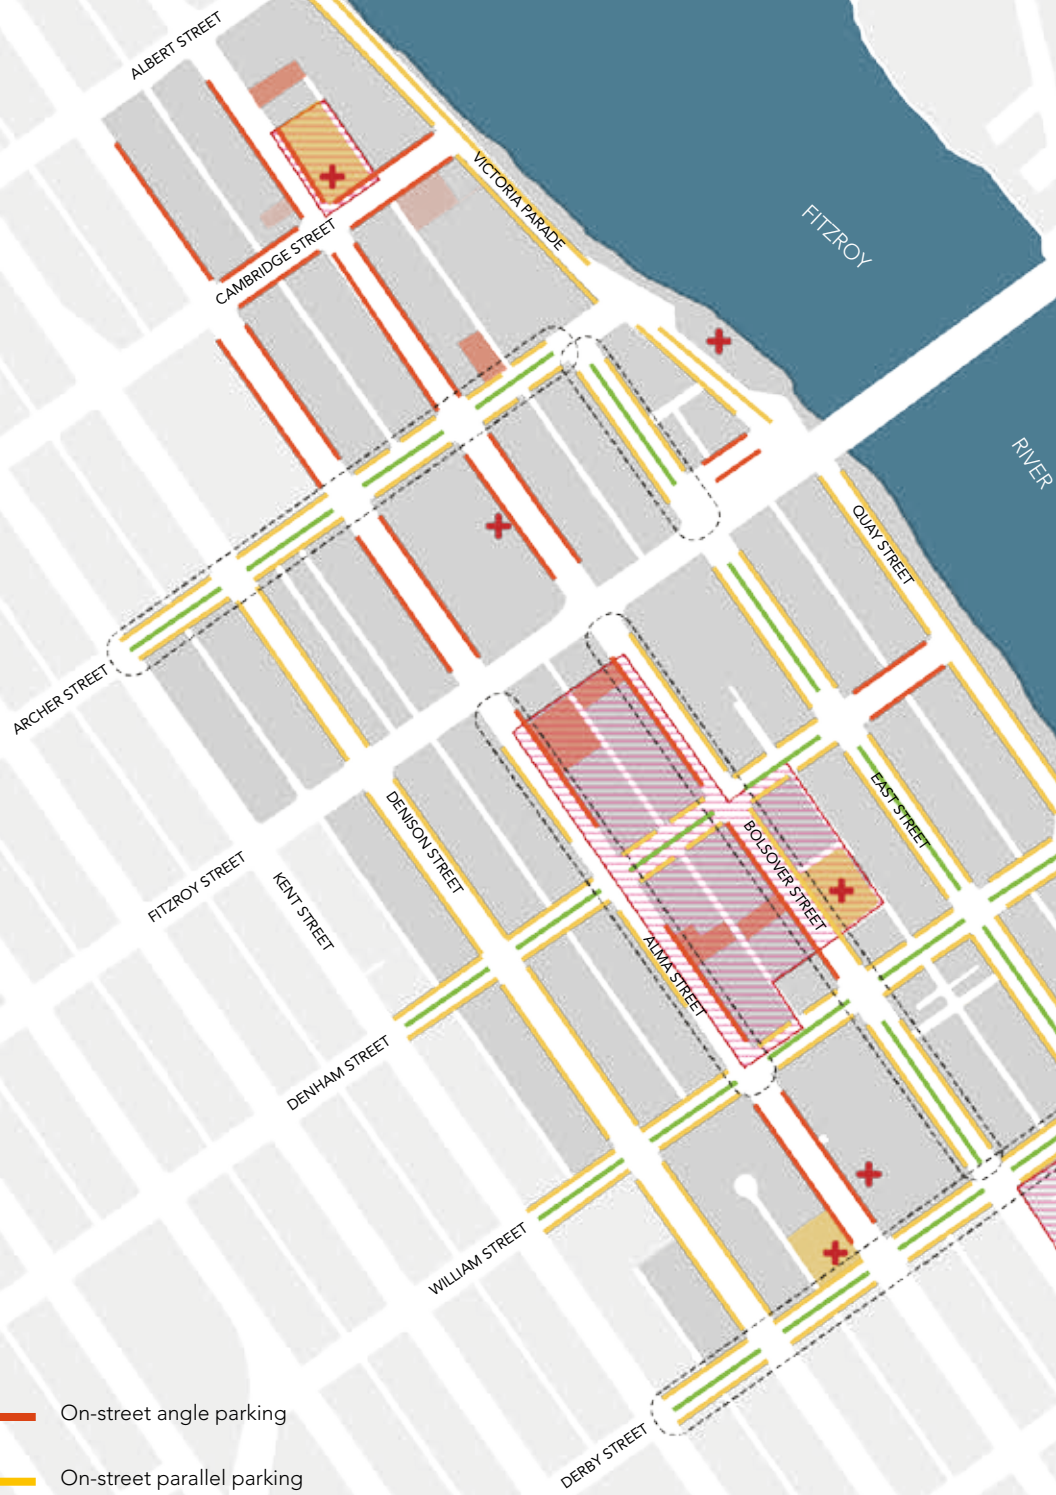 ALBERT STREET
VICTORIA PARADE
FITZROY
CAMBRIDGE STREET
RIVER
QUAY STREET
ARCHER STREET
DENISON STREET
EAST STREET
BOLSOVER STREET
FITZROY STREET
KENT STREET
ALMA STREET
DENHAM STREET
WILLIAM STREET
DERBY STREET
On-street angle parking
On-street parallel parking